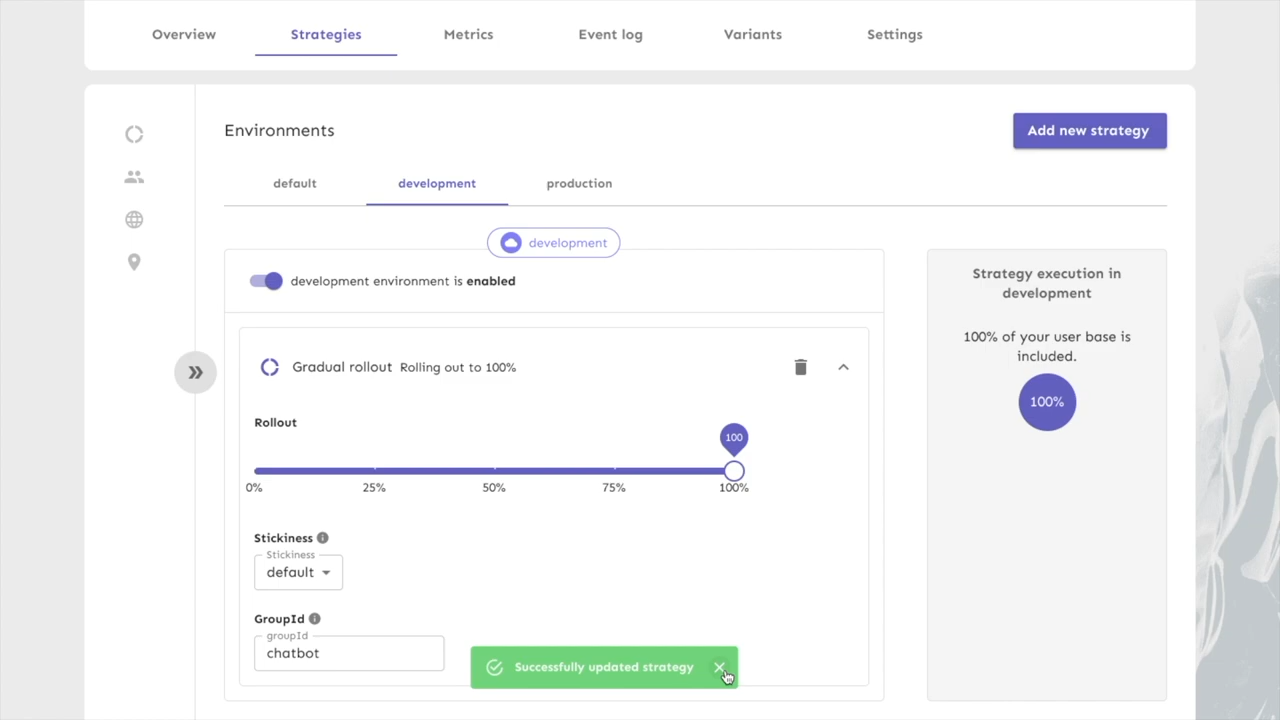 Overview Strategies Metrics Event log Variants Settings
Environments
Add new strategy
default development production
development
development environment is enabled
Gradual rollout Rolling out to 100%
Rollout
100
0% 25% 50% 75% 100%
Stickiness
Stickiness
default
GroupId
groupId
chatbot
Successfully updated strategy
Strategy execution in
development
100% of your user base is
included.
100%